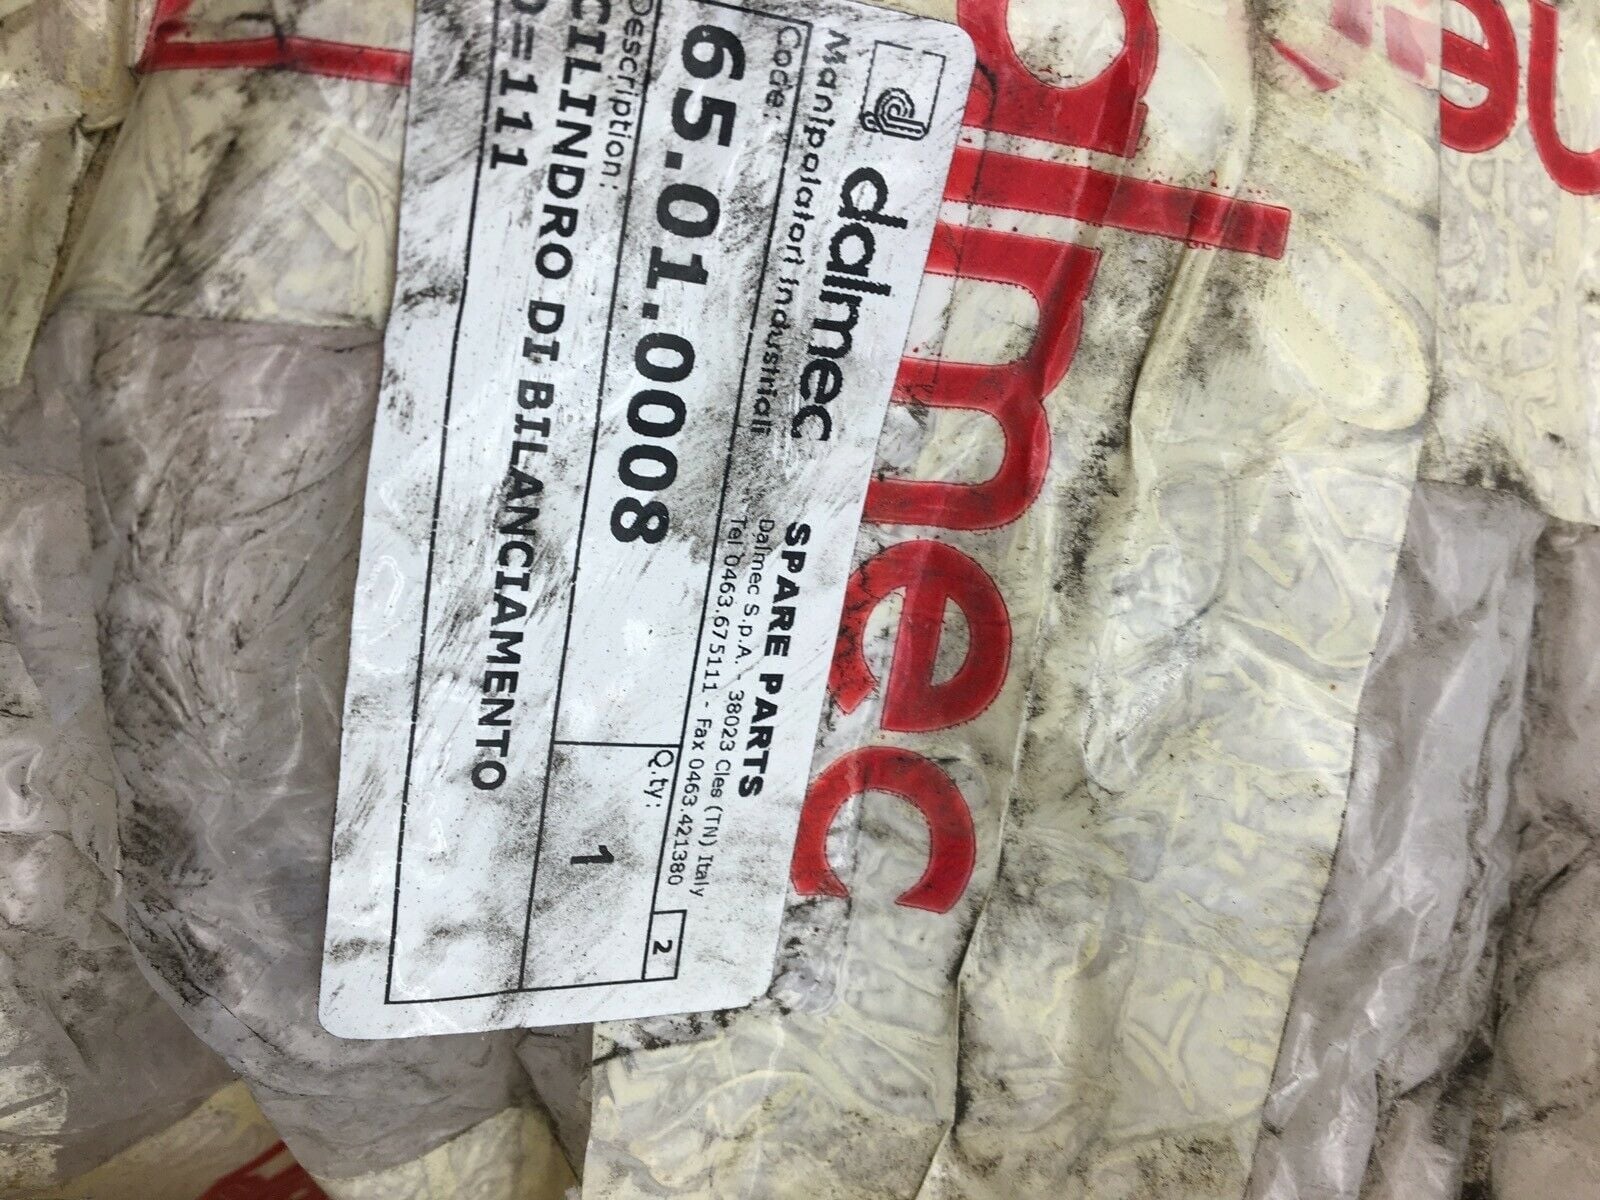 dalmec
Manipolatori Industriali
SPARE PARTS
Dalmec S.p.A. - 38023 Cles (TN) Italy
Tel 0463.675111 - Fax 0463.421380
2
Code:
65.01.0008
Q.ty:
1
Description:
CILINDRO DI BILANCIAMENTO
D=111
dalmec